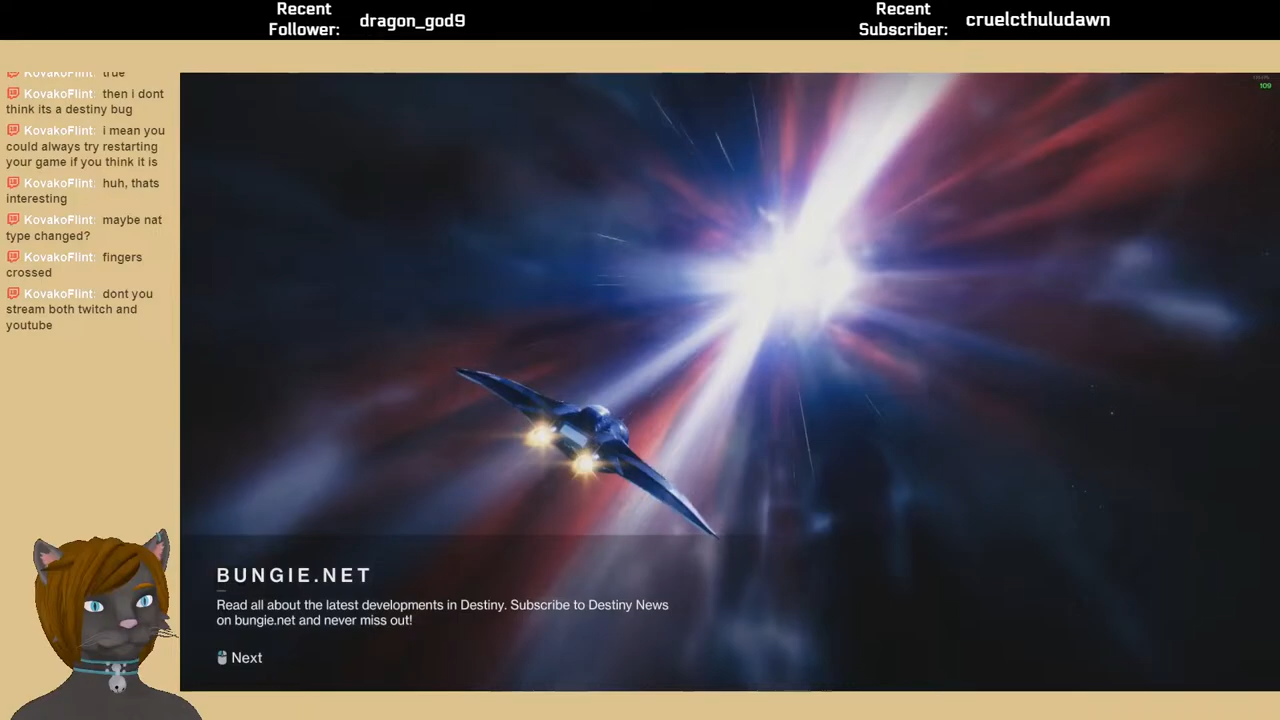 Recent
Follower:
dragon_god9
Recent
Subscriber:
cruelcthuludawn
KovakoFlint: true
KovakoFlint: then i dont
think its a destiny bug
KovakoFlint: i mean you
could always try restarting
your game if you think it is
KovakoFlint: huh, thats
interesting
KovakoFlint: maybe nat
type changed?
KovakoFlint: fingers
crossed
KovakoFlint: dont you
stream both twitch and
youtube
109
BUNGIE.NET
Read all about the latest developments in Destiny. Subscribe to Destiny News
on bungie.net and never miss out!
Next